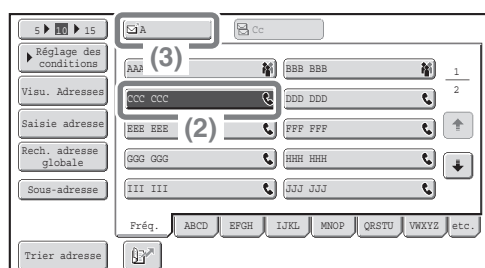 5 10 15
A
Cc
Réglage des
conditions
(3)
AAA
BBB BBB
1
2
Visu. Adresses
CCC CCC
DDD DDD
Saisie adresse
EEE EEE
(2)
FFF FFF
Rech. adresse
globale
GGG GGG
HHH HHH
Sous-adresse
III III
JJJ JJJ
Fréq.
ABCD
EFGH
IJKL
MNOP
QRSTU
VWXYZ
etc.
Trier adresse